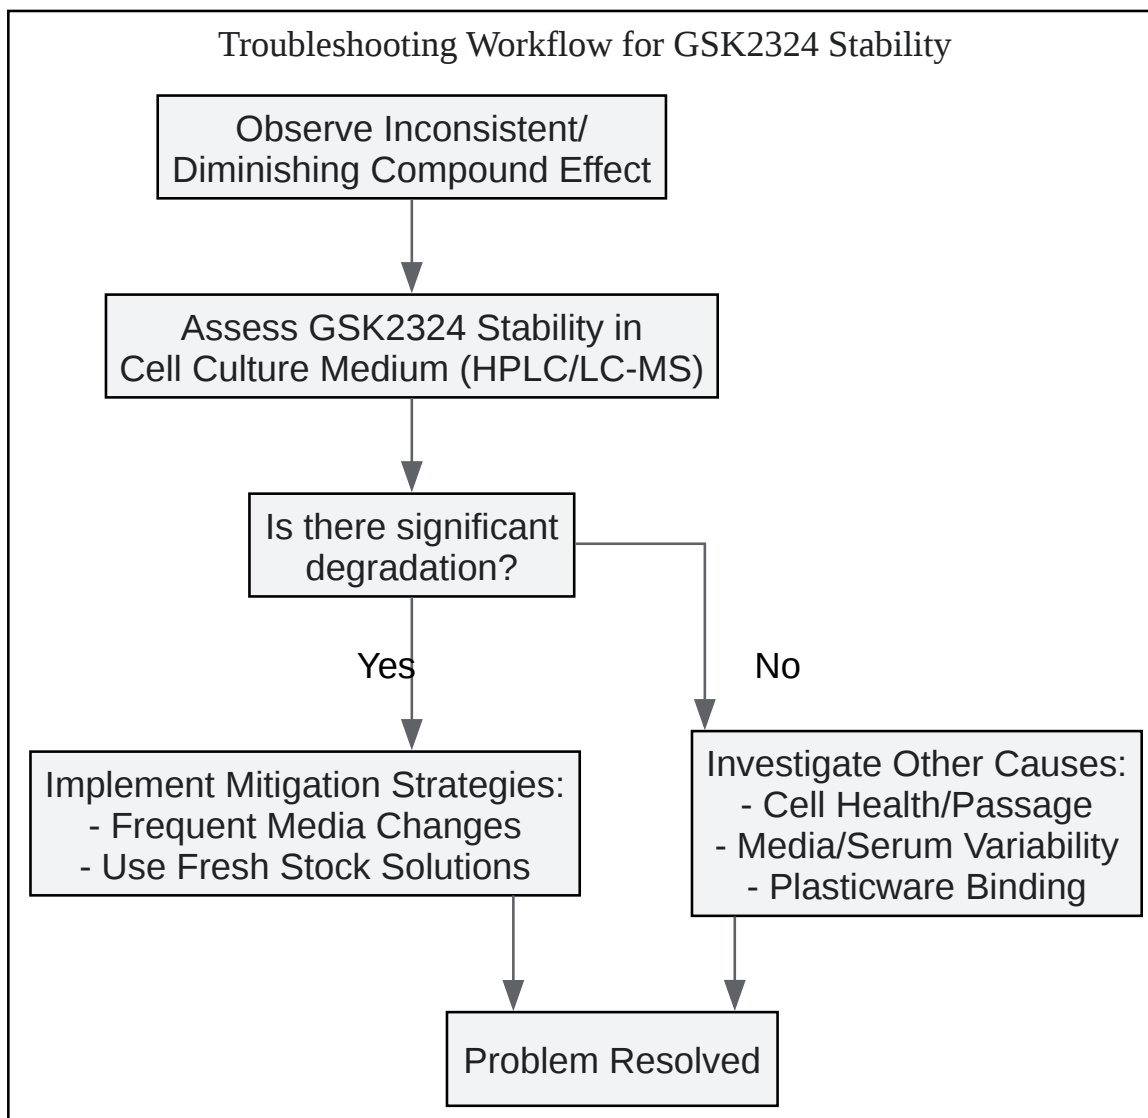 Troubleshooting Workflow for GSK2324 Stability
Observe Inconsistent/
Diminishing Compound Effect
Assess GSK2324 Stability in
Cell Culture Medium (HPLC/LC-MS)
Is there significant
degradation?
Yes
No
Implement Mitigation Strategies:
- Frequent Media Changes
- Use Fresh Stock Solutions
Investigate Other Causes:
- Cell Health/Passage
- Media/Serum Variability
- Plasticware Binding
Problem Resolved